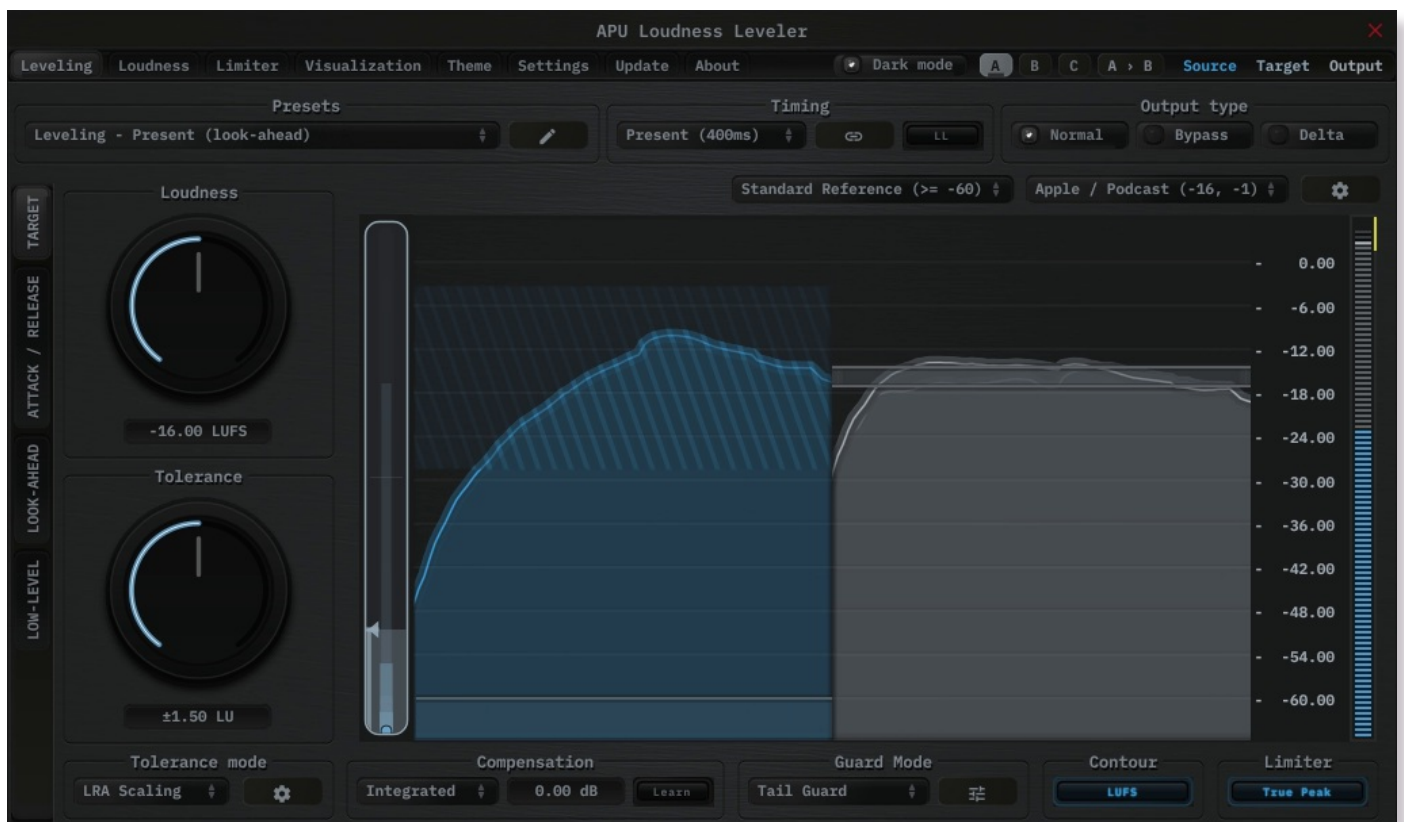 APU Loudness Leveler
Leveling Loudness Limiter Visualization Theme Settings Update About Dark mode A B C A › B Source Target Output
Presets Timing Output type
Leveling - Present (look-ahead) Present (400ms) LL Normal Bypass Delta
Standard Reference (>= -60) Apple / Podcast (-16, -1)
TARGET
ATTACK / RELEASE
LOOK-AHEAD
LOW-LEVEL
Loudness
-16.00 LUFS
Tolerance
±1.50 LU
- 0.00
- -6.00
- -12.00
- -18.00
- -24.00
- -30.00
- -36.00
- -42.00
- -48.00
- -54.00
- -60.00
Tolerance mode Compensation Guard Mode Contour Limiter
LRA Scaling Integrated 0.00 dB Learn Tail Guard LUFS True Peak